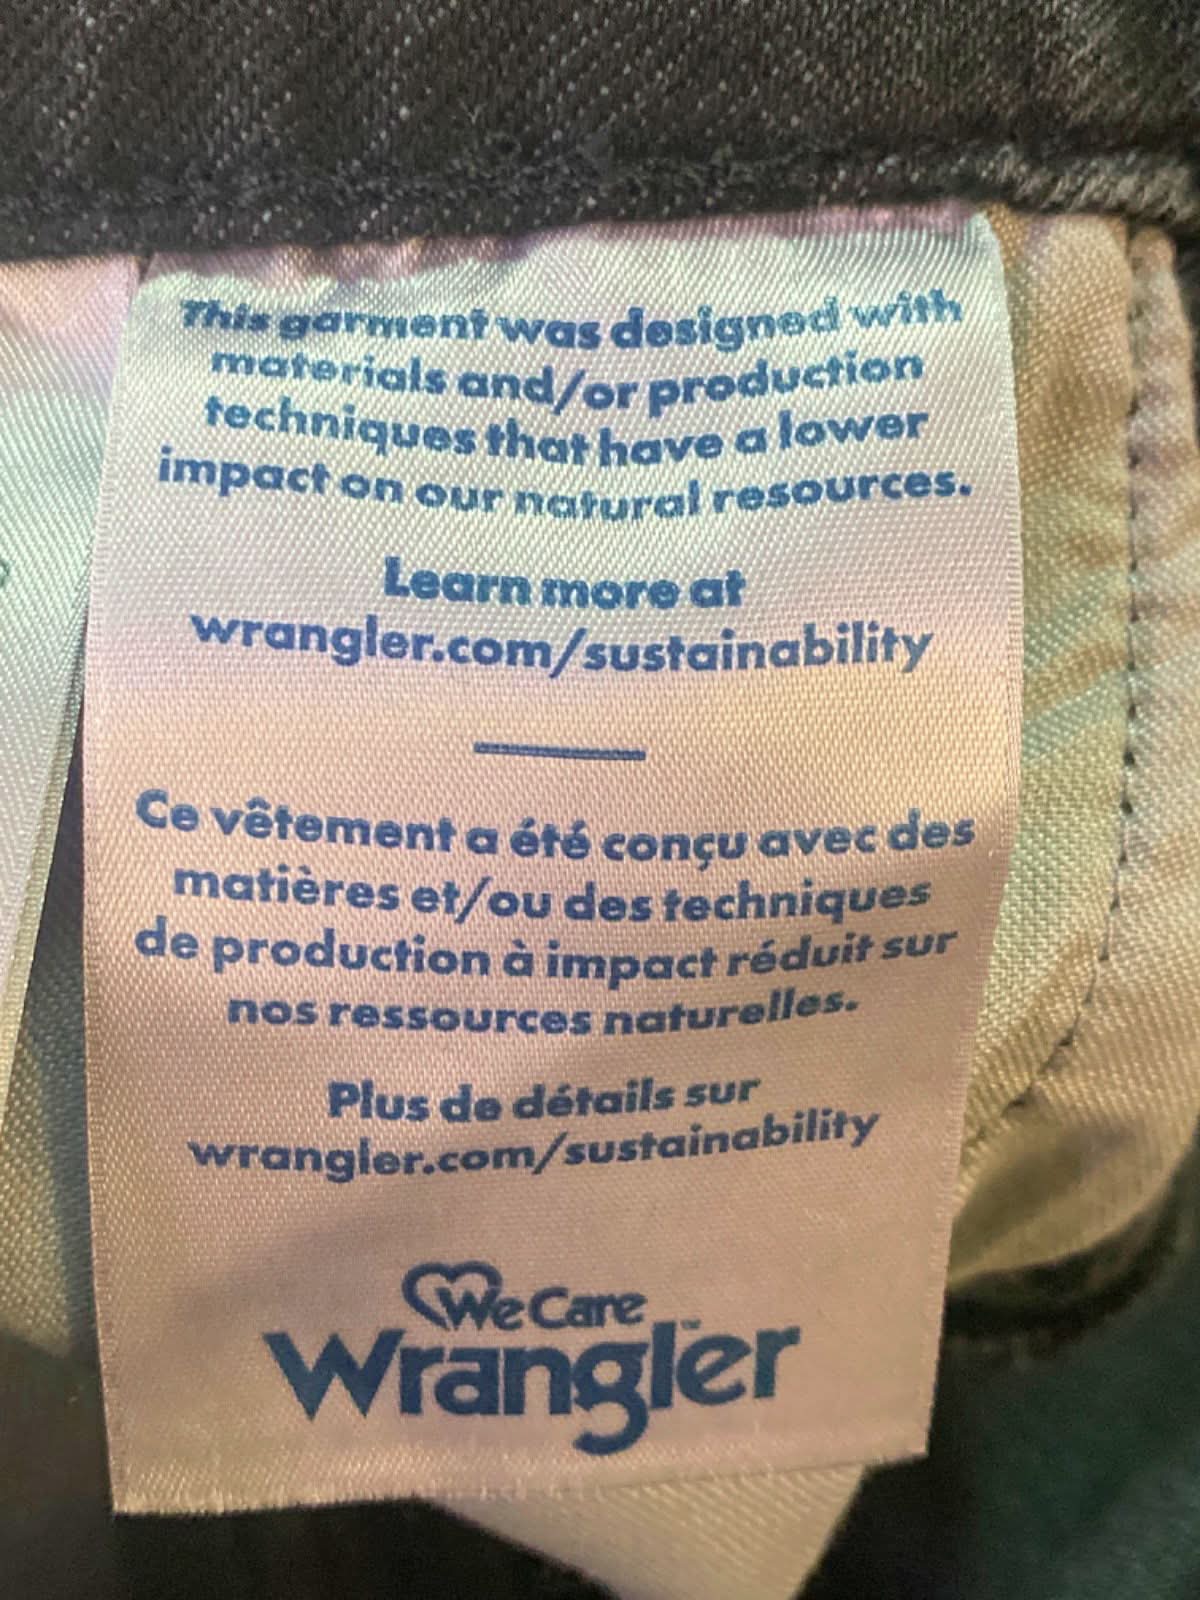 This garment was designed with
materials and/or production
techniques that have a lower
impact on our natural resources.
Learn more at
wrangler.com/sustainability
Ce vêtement a été conçu avec des
matières et/ou des techniques
de production à impact réduit sur
nos ressources naturelles.
Plus de détails sur
wrangler.com/sustainability
We Care
Wrangler™